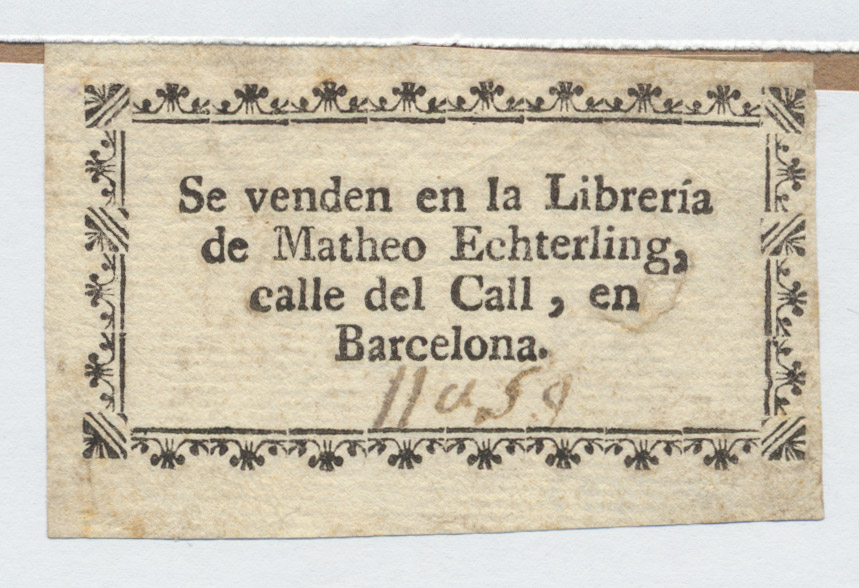 Se venden en la Librería
de Matheo Echterling,
calle del Call, en
Barcelona.